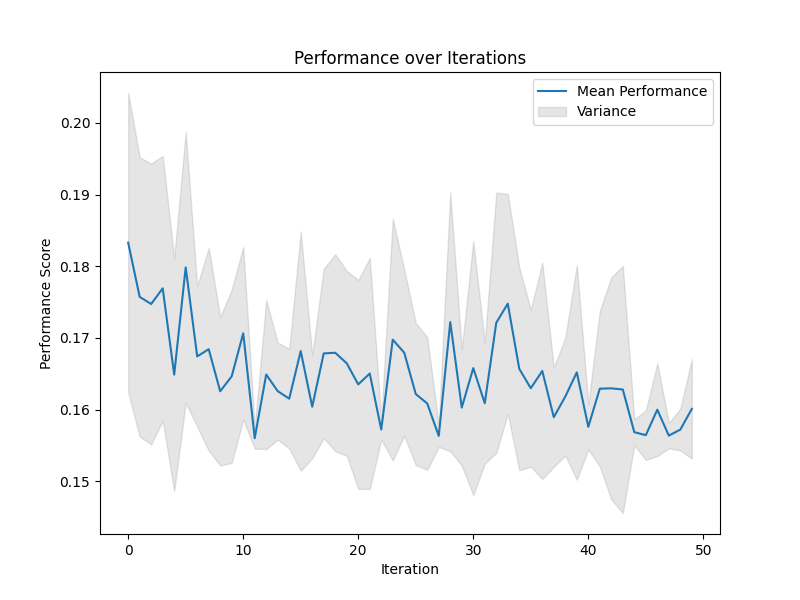 Performance over Iterations
Mean Performance
Variance
Performance Score
0.20
0.19
0.18
0.17
0.16
0.15
0 10 20 30 40 50
Iteration